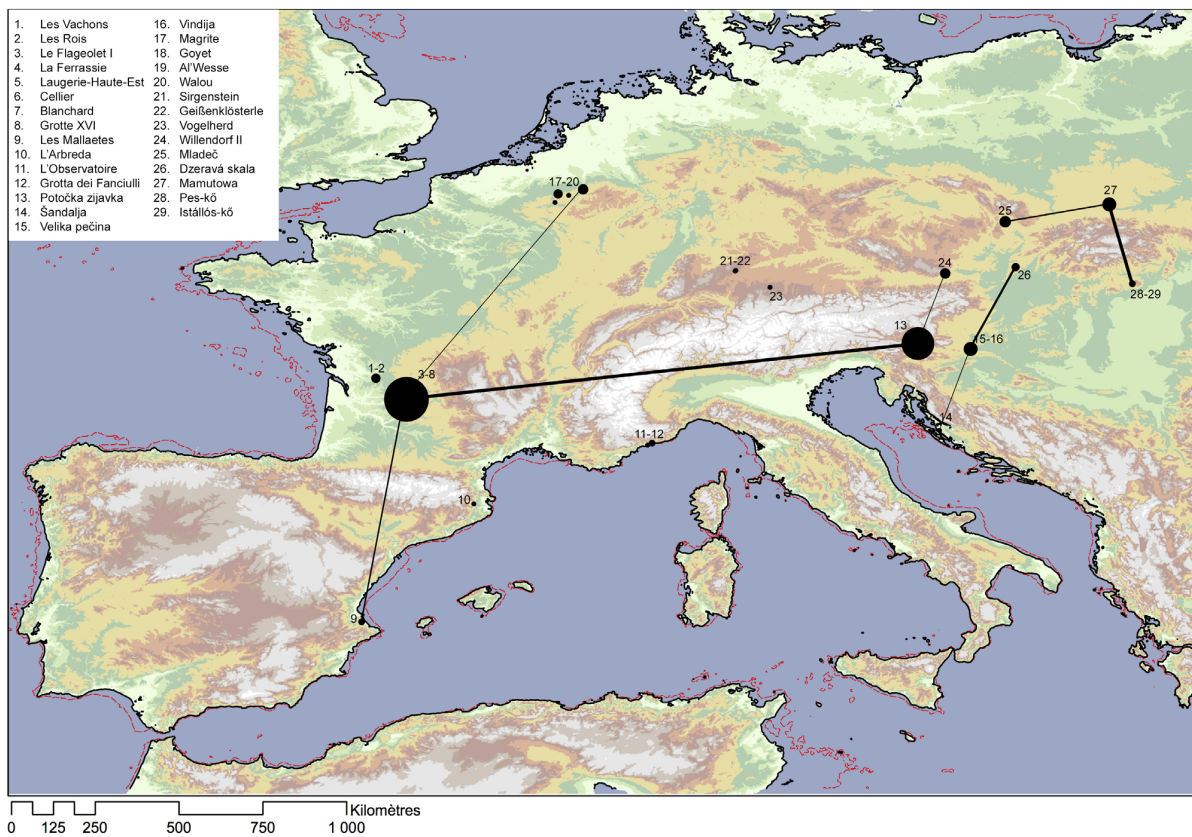 1. Les Vachons
2. Les Rois
3. Le Flageolet I
4. La Ferrassie
5. Laugerie-Haute-Est
6. Cellier
7. Blanchard
8. Grotte XVI
9. Les Mallaetes
10. L'Arbreda
11. L'Observatoire
12. Grotta dei Fanciulli
13. Potočka zijavka
14. Šandalja
15. Velika pečina
16. Vindija
17. Magrite
18. Goyet
19. Al'Wesse
20. Walou
21. Sirgenstein
22. Geißenklösterle
23. Vogelherd
24. Willendorf II
25. Mladeč
26. Dzeravá skala
27. Mamutowa
28. Pes-kő
29. Istállós-kő
17-20
27
25
21-22
24
26
23
28-29
13
15-16
1-2
3-8
14
11-12
10
9
Kilomètres
0 125 250 500 750 1 000